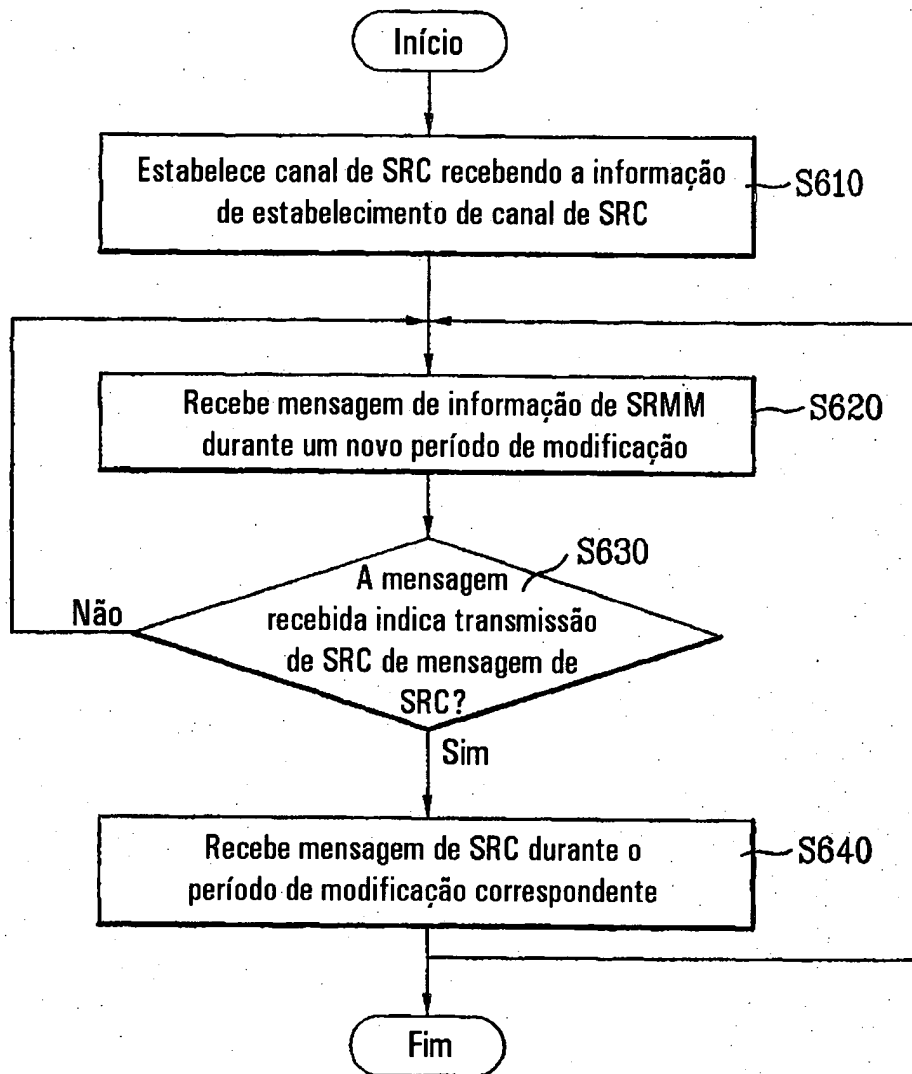 Início
Estabelece canal de SRC recebendo a informação
de estabelecimento de canal de SRC
S610
Recebe mensagem de informação de SRMM
durante um novo período de modificação
S620
S630
A mensagem
recebida indica transmissão
de SRC de mensagem de
SRC?
Não
Sim
Recebe mensagem de SRC durante o
período de modificação correspondente
S640
Fim